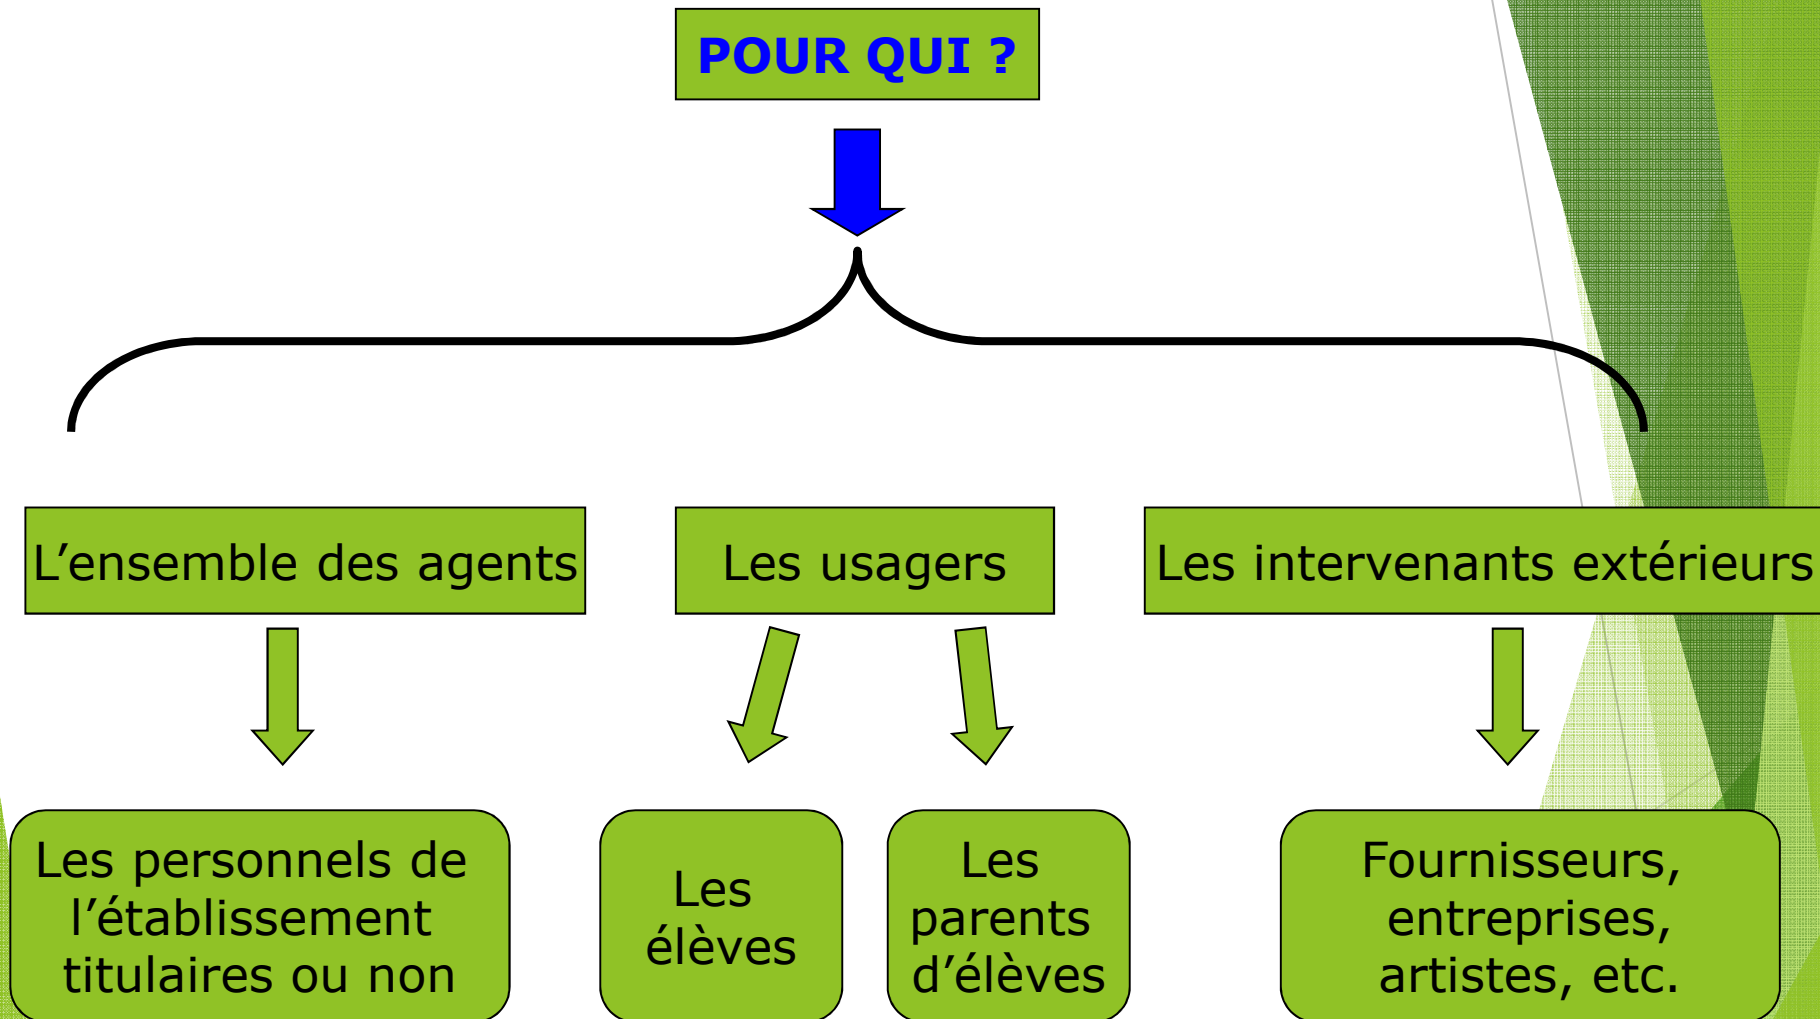 POUR QUI ?
L’ensemble des agents
Les usagers
Les intervenants extérieurs
Les personnels de
l’établissement
titulaires ou non
Les
élèves
Les
parents
d’élèves
Fournisseurs,
entreprises,
artistes, etc.